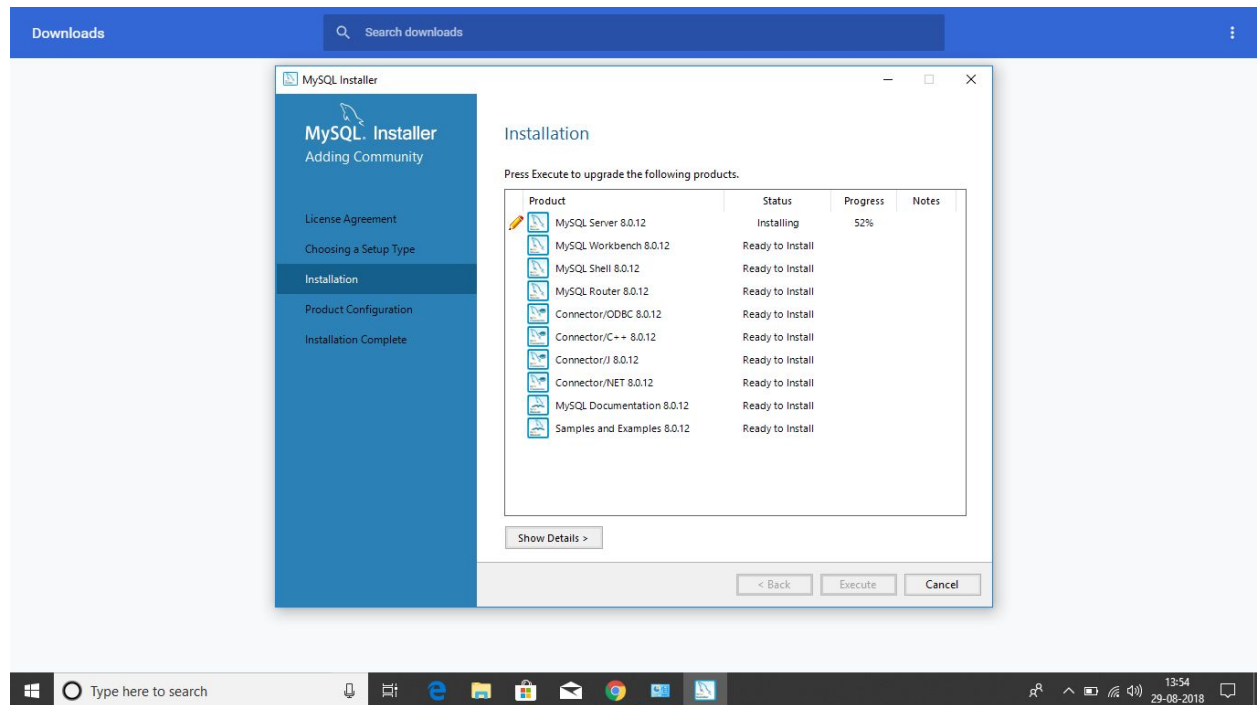 Downloads
Search downloads
MySQL Installer
MySQL. Installer
Adding Community
License Agreement
Choosing a Setup Type
Installation
Product Configuration
Installation Complete
Installation
Press Execute to upgrade the following products.
Product Status Progress Notes
MySQL Server 8.0.12 Installing 52%
MySQL Workbench 8.0.12 Ready to Install
MySQL Shell 8.0.12 Ready to Install
MySQL Router 8.0.12 Ready to Install
Connector/ODBC 8.0.12 Ready to Install
Connector/C++ 8.0.12 Ready to Install
Connector/J 8.0.12 Ready to Install
Connector/NET 8.0.12 Ready to Install
MySQL Documentation 8.0.12 Ready to Install
Samples and Examples 8.0.12 Ready to Install
Show Details >
< Back Execute Cancel
Type here to search
13:54
29-08-2018